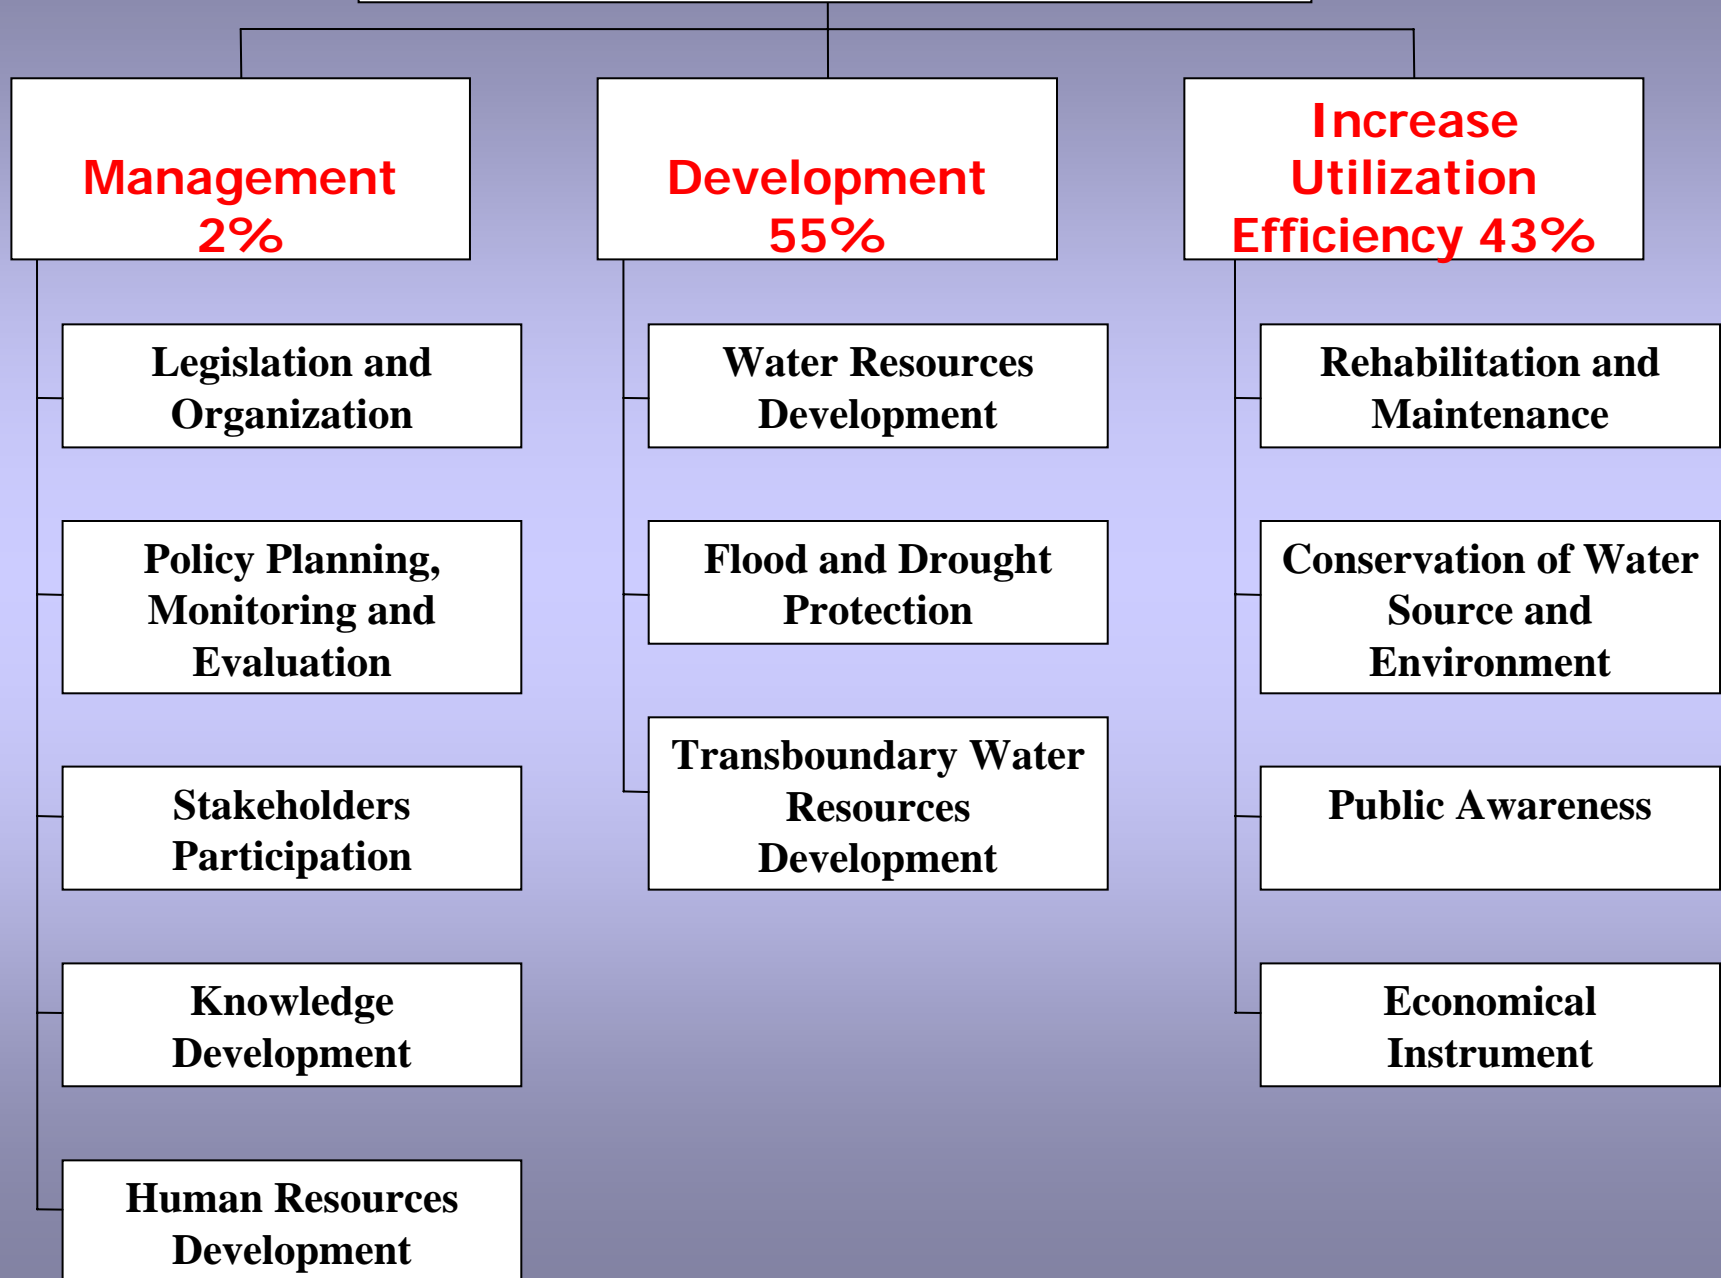 Management
2%
Development
55%
Increase
Utilization
Efficiency 43%
Legislation and
Organization
Policy Planning,
Monitoring and
Evaluation
Stakeholders
Participation
Knowledge
Development
Human Resources
Development
Water Resources
Development
Flood and Drought
Protection
Transboundary Water
Resources
Development
Rehabilitation and
Maintenance
Conservation of Water
Source and
Environment
Public Awareness
Economical
Instrument